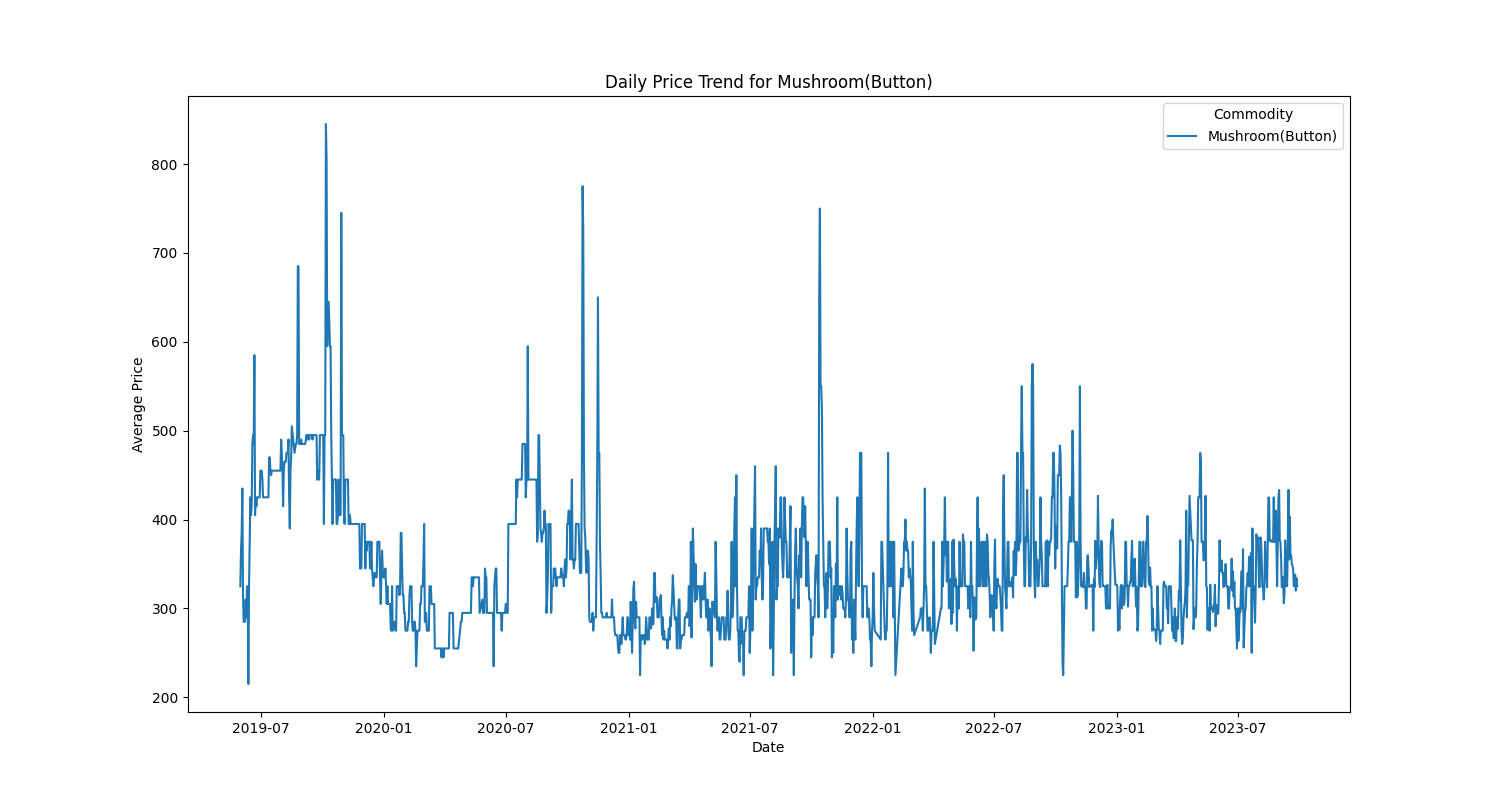 Daily Price Trend for Mushroom(Button)
Commodity
Mushroom(Button)
Average Price
800
700
600
500
400
300
200
2019-07 2020-01 2020-07 2021-01 2021-07 2022-01 2022-07 2023-01 2023-07
Date